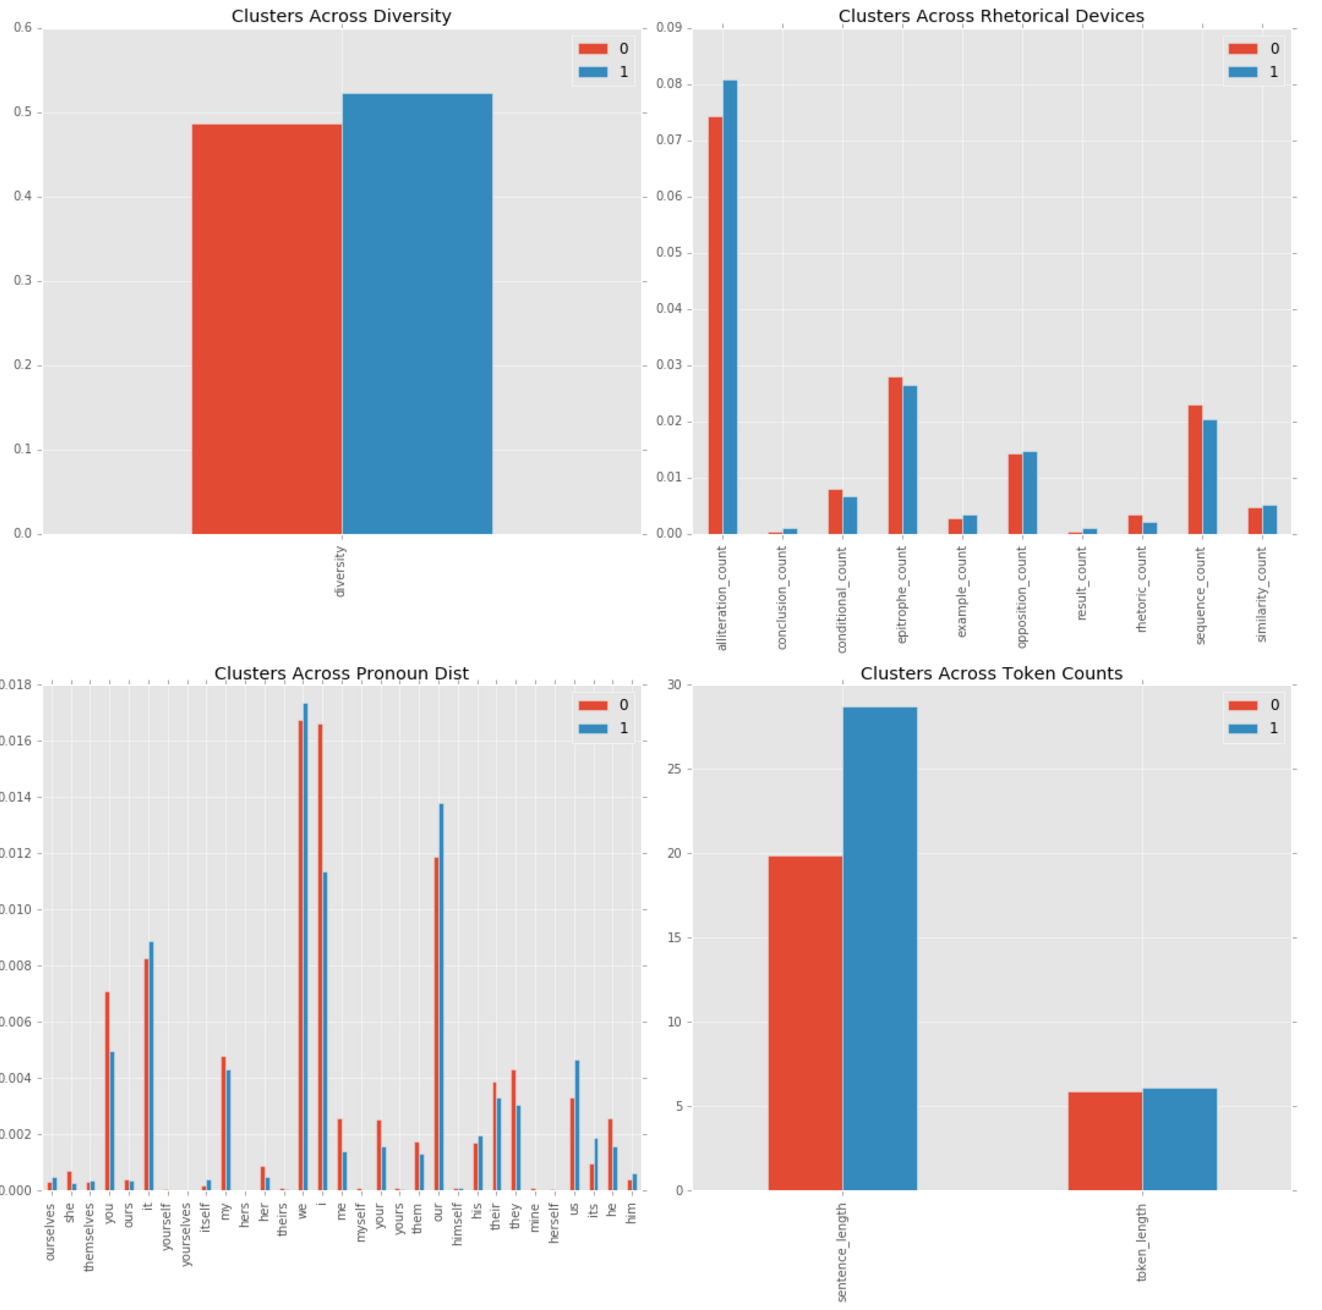 Clusters Across Diversity
0.6
0.5
0.4
0.3
0.2
0.1
0.0
0
1
diversity
Clusters Across Rhetorical Devices
0.09
0.08
0.07
0.06
0.05
0.04
0.03
0.02
0.01
0.00
0
1
alliteration_count
conclusion_count
conditional_count
epitrophe_count
example_count
opposition_count
result_count
rhetoric_count
sequence_count
similarity_count
Clusters Across Pronoun Dist
0.018
0.016
0.014
0.012
0.010
0.008
0.006
0.004
0.002
0.000
0
1
ourselves
she
themselves
you
ours
it
yourself
yourselves
itself
my
hers
her
theirs
we
i
me
myself
your
yours
them
our
himself
his
their
they
mine
herself
us
its
he
him
Clusters Across Token Counts
30
25
20
15
10
5
0
0
1
sentence_length
token_length